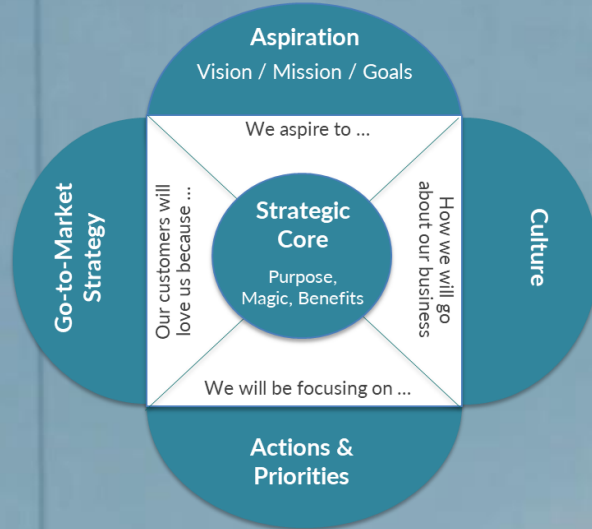 Aspiration
Vision / Mission / Goals
We aspire to ...
Go-to-Market
Strategy
Our customers will
love us because ...
Strategic
Core
Purpose,
Magic, Benefits
How we will go
about our business
Culture
We will be focusing on ...
Actions &
Priorities